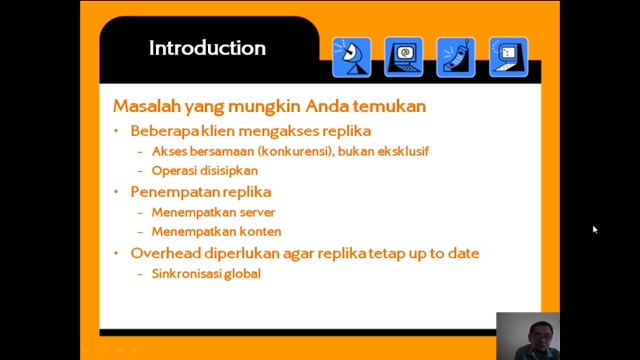 Introduction
Masalah yang mungkin Anda temukan
• Beberapa klien mengakses replika
– Akses bersamaan (konkurensi), bukan eksklusif
– Operasi disisipkan
• Penempatan replika
– Menempatkan server
– Menempatkan konten
• Overhead diperlukan agar replika tetap up to date
– Sinkronisasi global